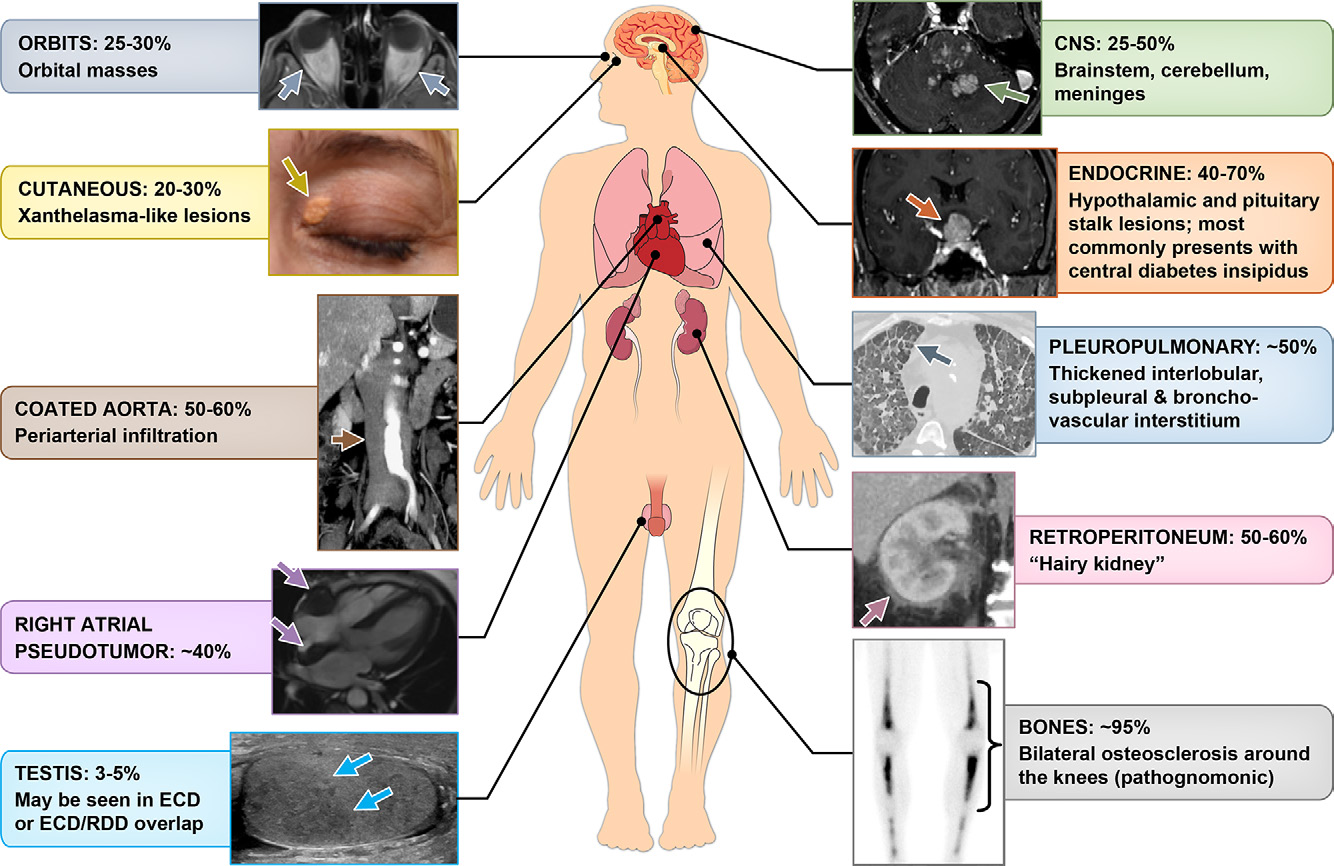 ORBITS: 25-30%
Orbital masses
CUTANEOUS: 20-30%
Xanthelasma-like lesions
COATED AORTA: 50-60%
Periarterial infiltration
RIGHT ATRIAL
PSEUDOTUMOR: ~40%
TESTIS: 3-5%
May be seen in ECD
or ECD/RDD overlap
CNS: 25-50%
Brainstem, cerebellum,
meninges
ENDOCRINE: 40-70%
Hypothalamic and pituitary
stalk lesions; most
commonly presents with
central diabetes insipidus
PLEUROPULMONARY: ~50%
Thickened interlobular,
subpleural & broncho-
vascular interstitium
RETROPERITONEUM: 50-60%
“Hairy kidney”
BONES: ~95%
Bilateral osteosclerosis around
the knees (pathognomonic)